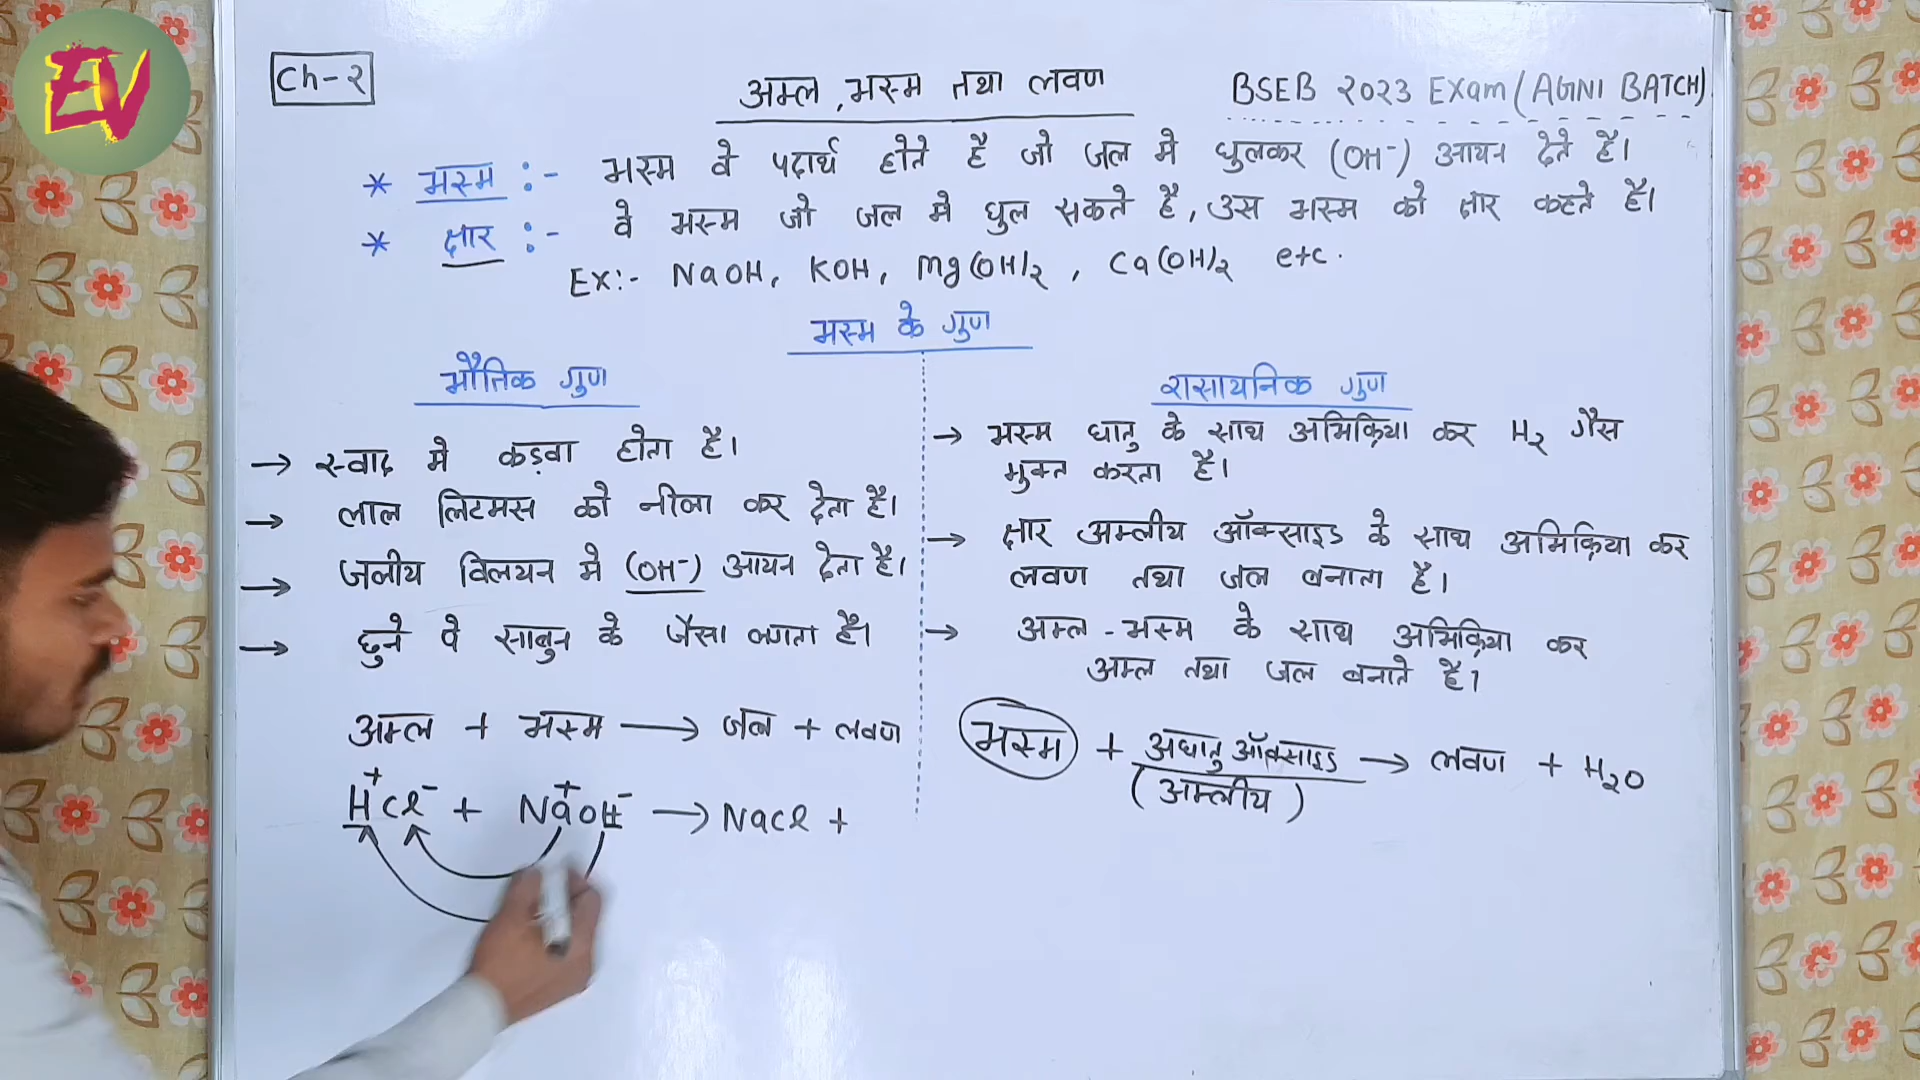 EV
Ch-२
अम्ल, भस्म तथा लवण
BSEB २०२3 Exam (AGNI BATCH)
* भस्म :- भस्म वे पदार्थ होते है जो जल मे घुलकर (OH⁻) आयन देते है।
* क्षार :- वे भस्म जो जल मे घुल सकते है, उस भस्म को क्षार कहते है।
Ex:- NaOH, KOH, Mg(OH)₂, Ca(OH)₂ etc.
भस्म के गुण
भौतिक गुण
→ स्वाद मे कड़वा होता है।
→ लाल लिटमस को नीला कर देता है।
→ जलीय विलयन मे (OH⁻) आयन देता है।
→ छुने पे साबुन के जैसा लगता है।
अम्ल + भस्म ⟶ जल + लवण
H⁺Cl⁻ + Na⁺OH⁻ ⟶ NaCl +
रासायनिक गुण
→ भस्म धातु के साथ अभिक्रिया कर H₂ गैस
मुक्त करता है।
→ क्षार अम्लीय ऑक्साइड के साथ अभिक्रिया कर
लवण तथा जल बनाता है।
→ अम्ल - भस्म के साथ अभिक्रिया कर
अम्ल तथा जल बनाते है।
भस्म + अधातु ऑक्साइड ⟶ लवण + H₂O
(अम्लीय)